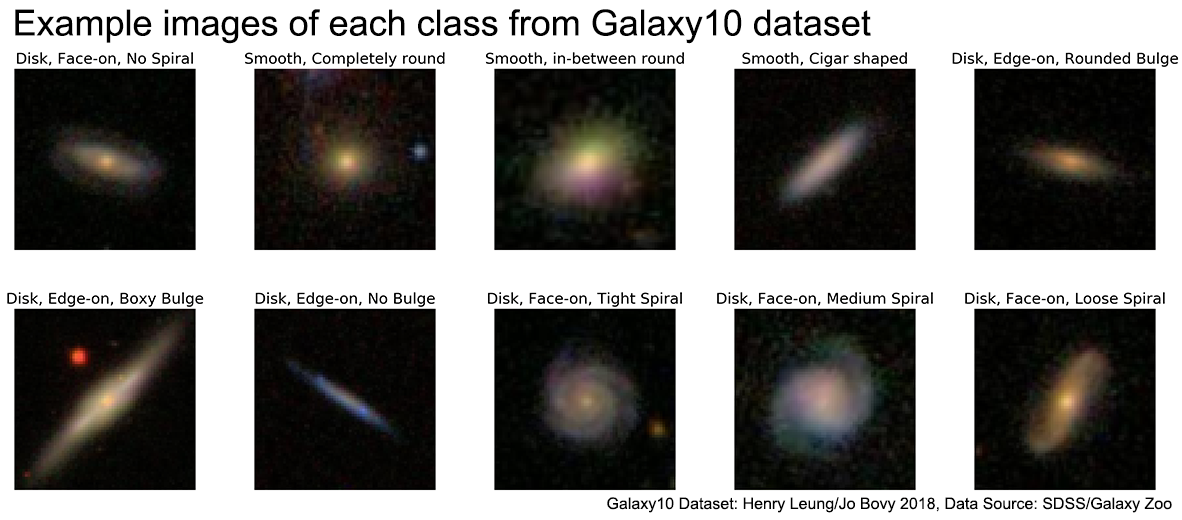 Example images of each class from Galaxy10 dataset
Disk, Face-on, No Spiral
Smooth, Completely round
Smooth, in-between round
Smooth, Cigar shaped
Disk, Edge-on, Rounded Bulge
Disk, Edge-on, Boxy Bulge
Disk, Edge-on, No Bulge
Disk, Face-on, Tight Spiral
Disk, Face-on, Medium Spiral
Disk, Face-on, Loose Spiral
Galaxy10 Dataset: Henry Leung/Jo Bovy 2018, Data Source: SDSS/Galaxy Zoo